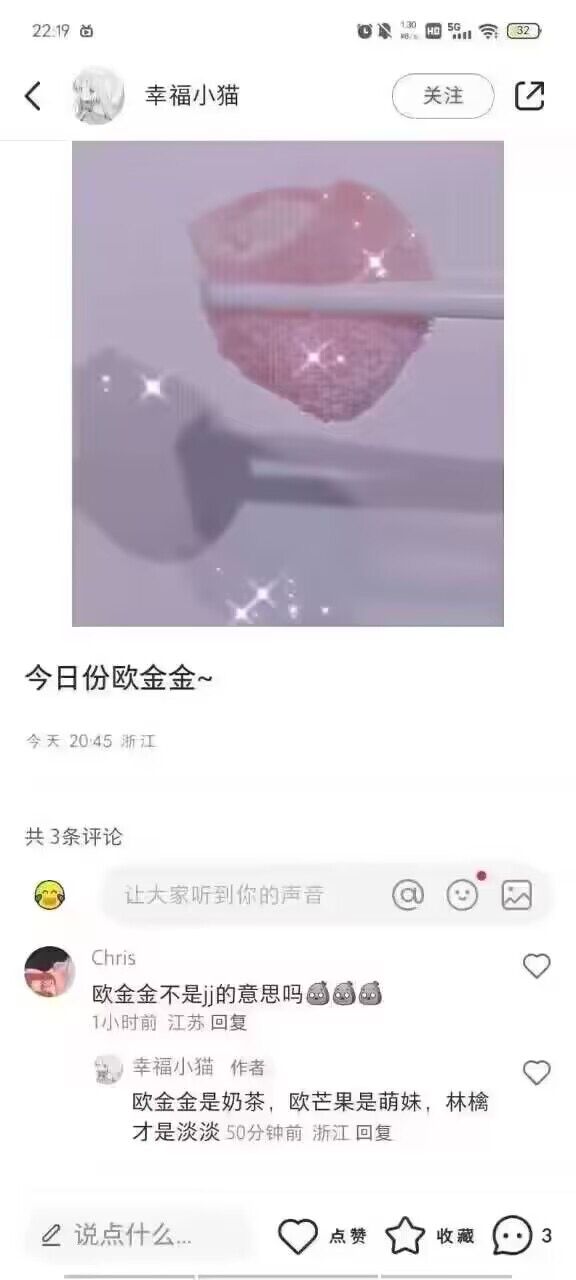 22:19
1.30
KB/s
HD
5G
32
幸福小猫
关注
今日份欧金金~
今天 20:45 浙江
共 3条评论
让大家听到你的声音
Chris
欧金金不是jj的意思吗
1小时前 江苏 回复
幸福小猫 作者
欧金金是奶茶，欧芒果是萌妹，林檎
才是淡淡 50分钟前 浙江 回复
说点什么...
点赞
收藏
3